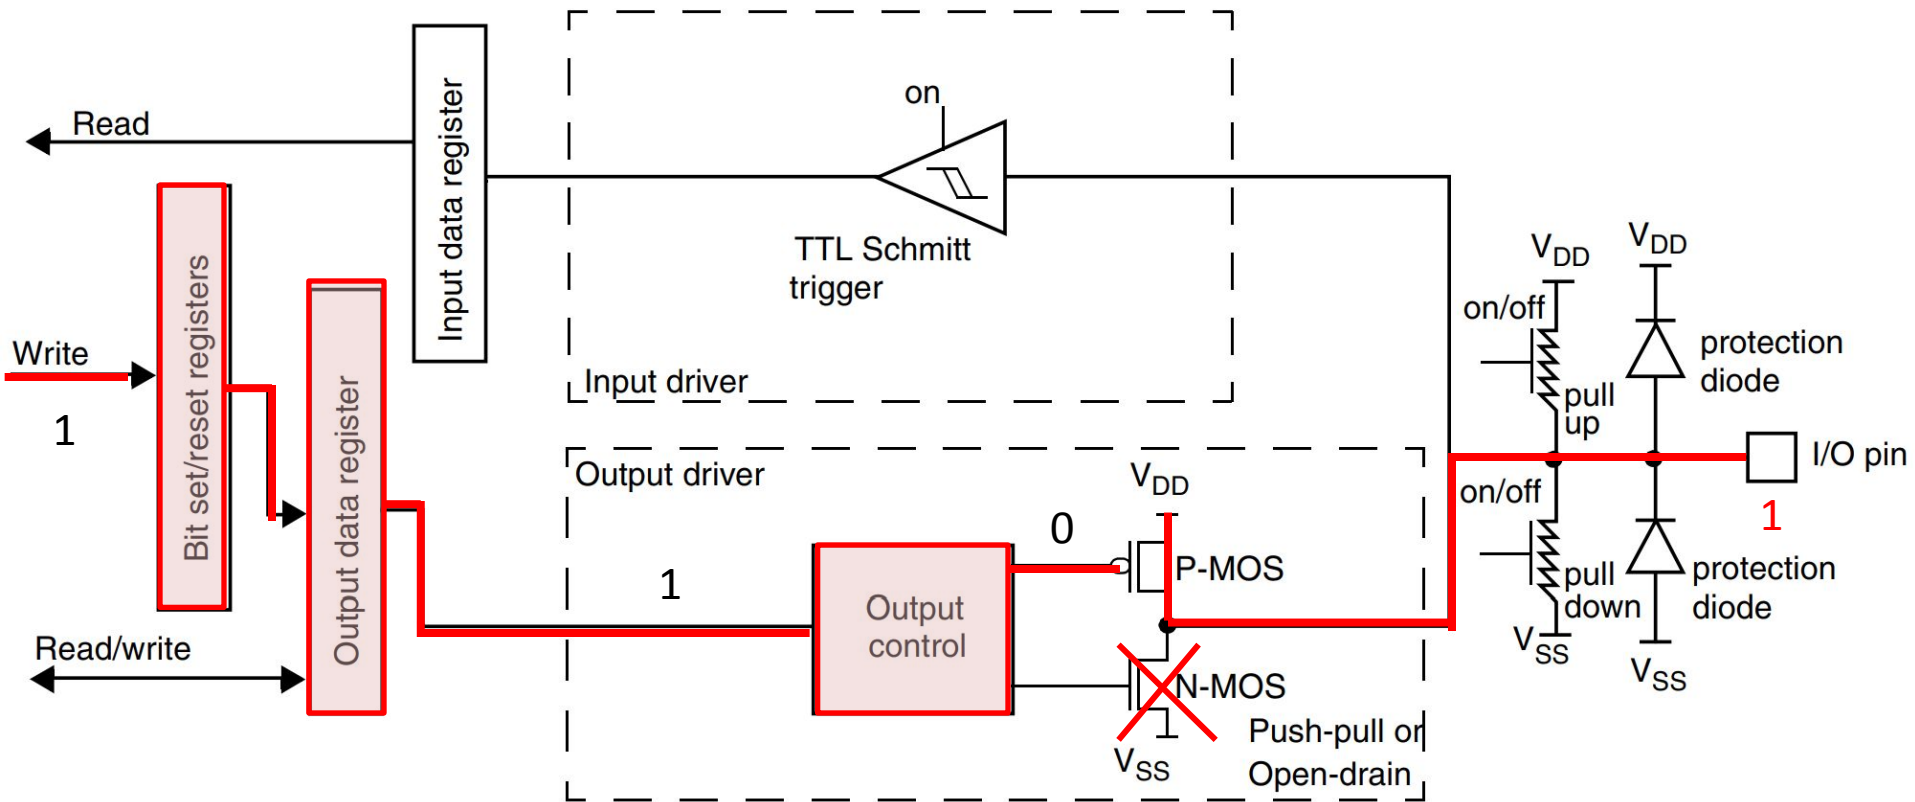 Read
Input data register
on
TTL Schmitt
trigger
Input driver
Write
1
Bit set/reset registers
Output data register
Read/write
Output driver
1
Output
control
0
VDD
P-MOS
N-MOS
VSS
Push-pull or
Open-drain
VDD
on/off
pull
up
on/off
pull
down
VSS
VDD
protection
diode
I/O pin
1
protection
diode
VSS